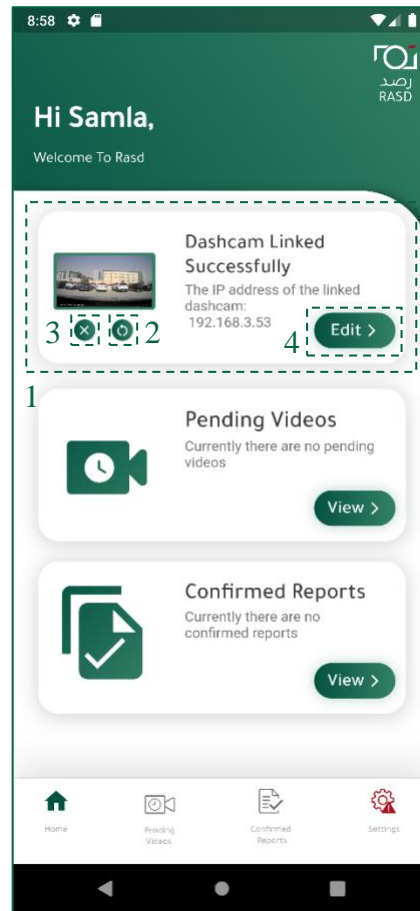 8:58
رصد
RASD
Hi Samla,
Welcome To Rasd
Dashcam Linked
Successfully
The IP address of the linked
dashcam:
192.168.3.53
3
2
4
Edit >
1
Pending Videos
Currently there are no pending
videos
View >
Confirmed Reports
Currently there are no
confirmed reports
View >
Home
Pending
Videos
Confirmed
Reports
Settings